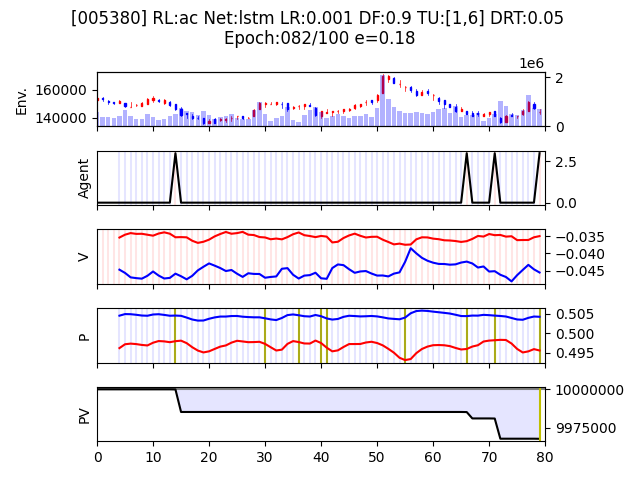 [005380] RL:ac Net:lstm LR:0.001 DF:0.9 TU:[1,6] DRT:0.05
Epoch:082/100 e=0.18
1e6
Env.
160000
140000
2
0
Agent
2.5
0.0
V
−0.035
−0.040
−0.045
P
0.505
0.500
0.495
PV
10000000
9975000
0 10 20 30 40 50 60 70 80